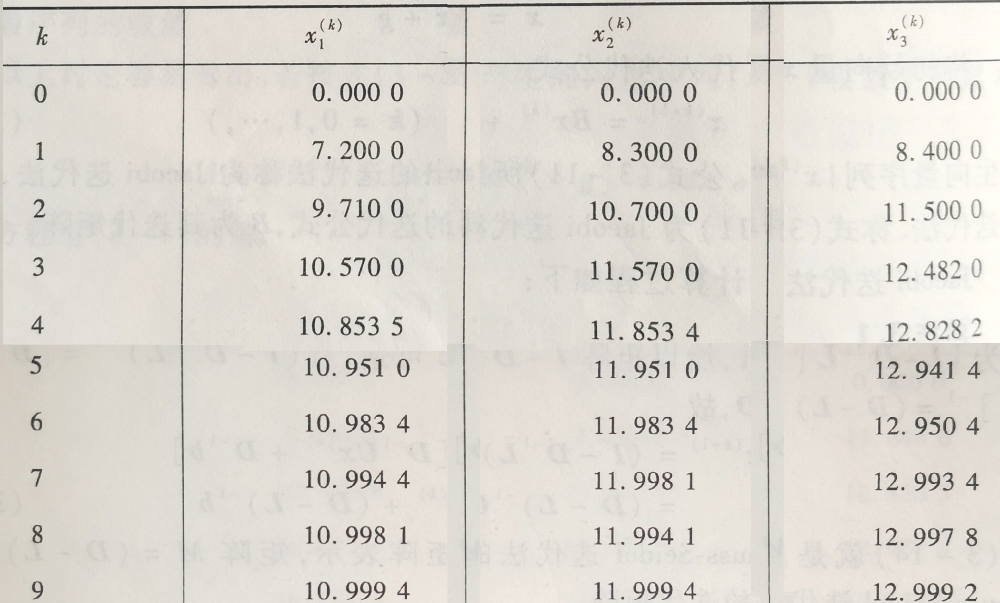 k x₁⁽ᵏ⁾ x₂⁽ᵏ⁾ x₃⁽ᵏ⁾
0 0.000 0 0.000 0 0.000 0
1 7.200 0 8.300 0 8.400 0
2 9.710 0 10.700 0 11.500 0
3 10.570 0 11.570 0 12.482 0
4 10.853 5 11.853 4 12.828 2
5 10.951 0 11.951 0 12.941 4
6 10.983 4 11.983 4 12.950 4
7 10.994 4 11.998 1 12.993 4
8 10.998 1 11.994 1 12.997 8
9 10.999 4 11.999 4 12.999 2